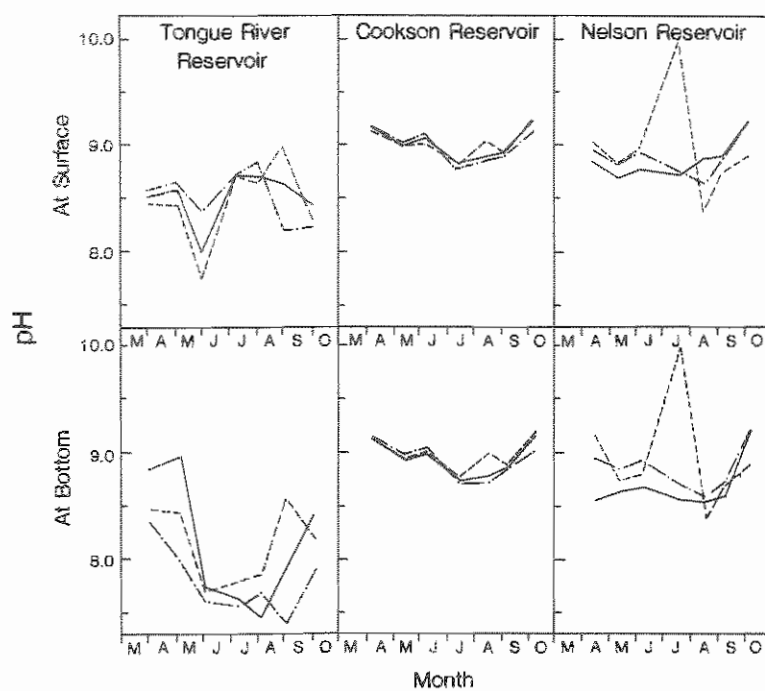 Tongue River
Reservoir
Cookson Reservoir
Nelson Reservoir
10.0
9.0
8.0
At Surface
M A M J J A S O
M A M J J A S O
M A M J J A S O
pH
10.0
9.0
8.0
At Bottom
M A M J J A S O
M A M J J A S O
M A M J J A S O
Month